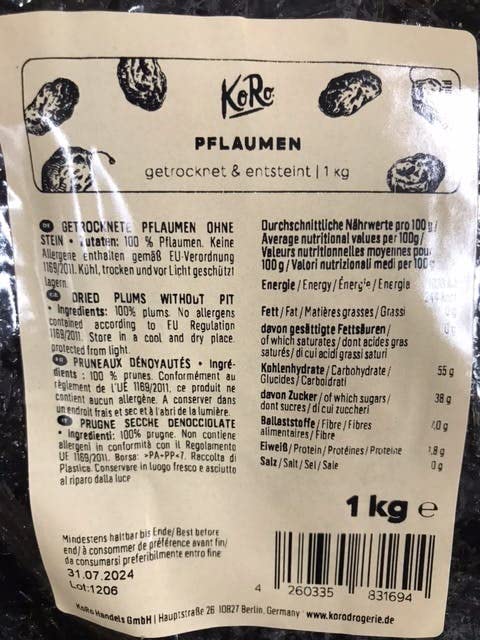 KoRo
PFLAUMEN
getrocknet & entsteint | 1 kg
GETROCKNETE PFLAUMEN OHNE
STEIN • Zutaten: 100 % Pflaumen. Keine
Allergene enthalten gemäß EU-Verordnung
1169/2011. Kühl, trocken und vor Licht geschützt
lagern.
DRIED PLUMS WITHOUT PIT
• Ingredients: 100% plums. No allergens
contained according to EU Regulation
1169/2011. Store in a cool and dry place.
protected from light.
PRUNEAUX DÉNOYAUTÉS • Ingré-
dients : 100 % prunes. Conformément au
règlement de l'UE 1169/2011, ce produit ne
contient aucun allergène. A conserver dans
un endroit frais et sec et à l'abri de la lumière.
PRUGNE SECCHE DENOCCIOLATE
• Ingredienti: 100% prugne. Non contiene
allergeni in conformità con il Regolamento
UE 1169/2011. Borsa: >PA-PP<7. Raccolta di
Plastica. Conservare in luogo fresco e asciutto
al riparo dalla luce
Durchschnittliche Nährwerte pro 100 g/
Average nutritional values per 100g/
Valeurs nutritionnelles moyennes pour
100 g / Valori nutrizionali medi per 100
Energie / Energy / Énergie / Energia
Fett / Fat / Matières grasses / Grassi
davon gesättigte Fettsäuren /
of which saturates / dont acides gras
saturés / di cui acidi grassi saturi
Kohlenhydrate / Carbohydrate / 55 g
Glucides / Carboidrati
davon Zucker / of which sugars / 38 g
dont sucres / di cui zuccheri
Ballaststoffe / Fibre / Fibres
alimentaires / Fibre
Eiweiß / Protein / Protéines / Proteine
Salz / Salt / Sel / Sale 0 g
1 kg e
Mindestens haltbar bis Ende/ Best before
end/ à consommer de préférence avant fin/
da consumarsi preferibilmente entro fine
31.07.2024
Lot:1206
4 260335 831694
KoRo Handels GmbH | Hauptstraße 26 10827 Berlin, Germany www.korodrogerie.de